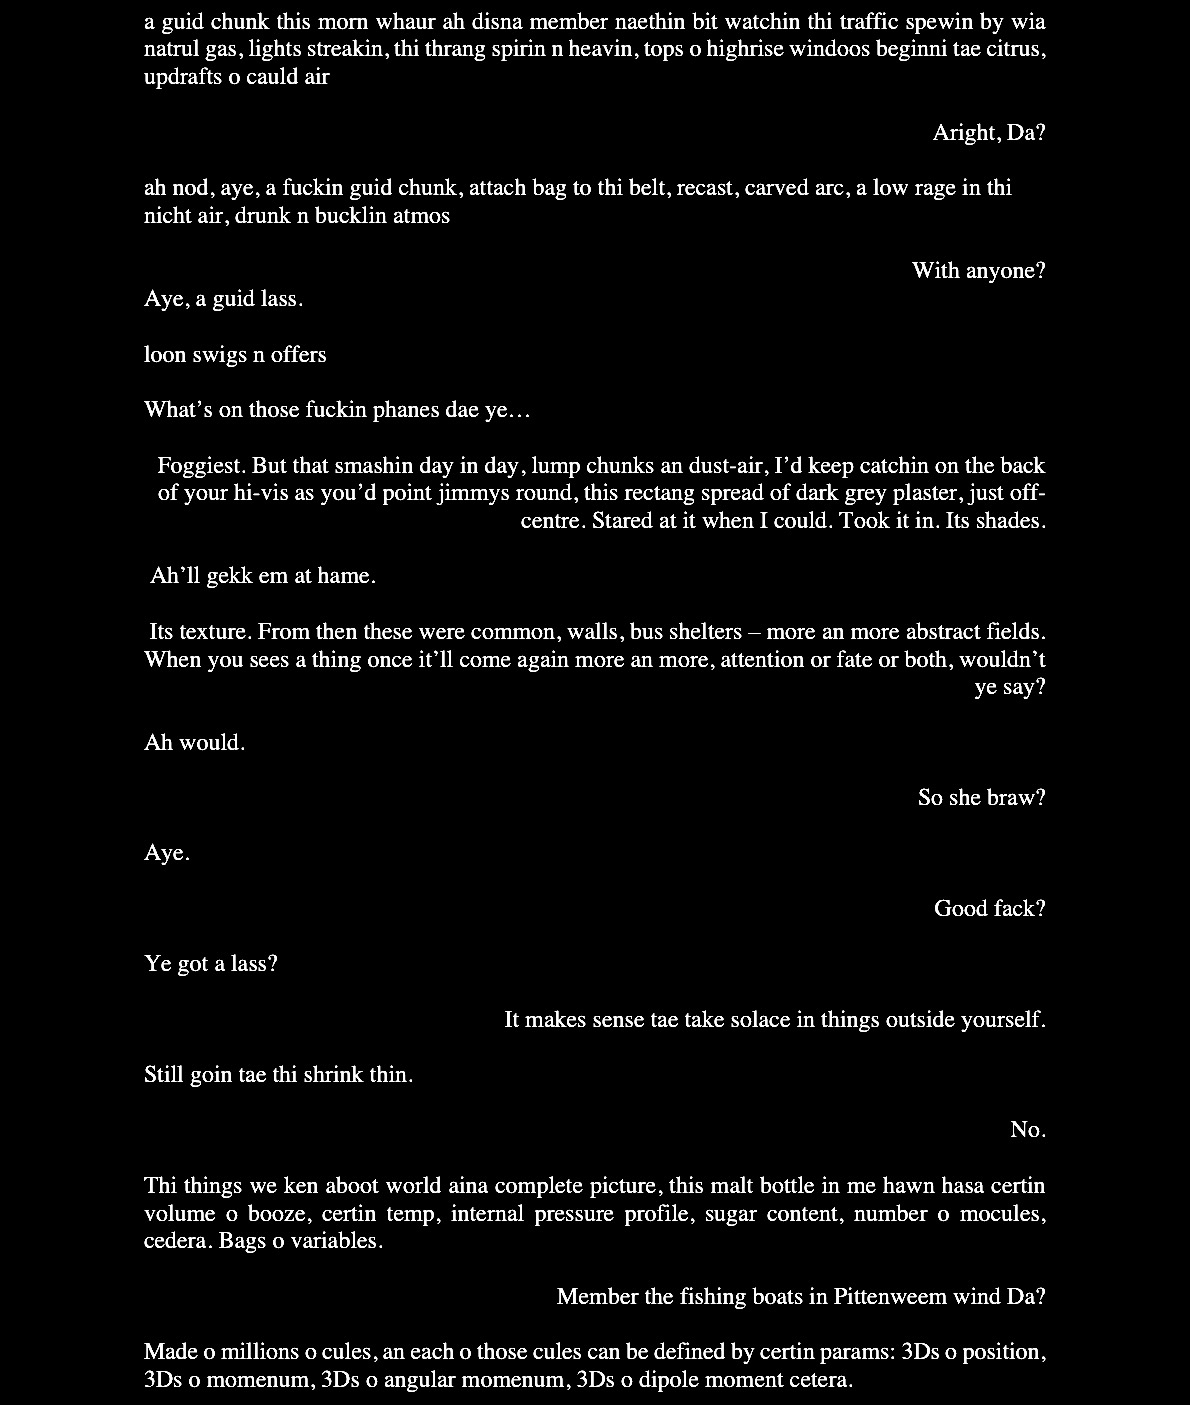 a guid chunk this morn whaur ah disna member naethin bit watchin thi traffic spewin by wia
natrul gas, lights streakin, thi thrang spirin n heavin, tops o highrise windoos beginni tae citrus,
updrafts o cauld air
Aright, Da?
ah nod, aye, a fuckin guid chunk, attach bag to thi belt, recast, carved arc, a low rage in thi
nicht air, drunk n bucklin atmos
With anyone?
Aye, a guid lass.
loon swigs n offers
What’s on those fuckin phanes dae ye…
Foggiest. But that smashin day in day, lump chunks an dust-air, I’d keep catchin on the back
of your hi-vis as you’d point jimmys round, this rectang spread of dark grey plaster, just off-
centre. Stared at it when I could. Took it in. Its shades.
Ah’ll gekk em at hame.
Its texture. From then these were common, walls, bus shelters – more an more abstract fields.
When you sees a thing once it’ll come again more an more, attention or fate or both, wouldn’t
ye say?
Ah would.
So she braw?
Aye.
Good fack?
Ye got a lass?
It makes sense tae take solace in things outside yourself.
Still goin tae thi shrink thin.
No.
Thi things we ken aboot world aina complete picture, this malt bottle in me hawn hasa certin
volume o booze, certin temp, internal pressure profile, sugar content, number o mocules,
cedera. Bags o variables.
Member the fishing boats in Pittenweem wind Da?
Made o millions o cules, an each o those cules can be defined by certin params: 3Ds o position,
3Ds o momenum, 3Ds o angular momenum, 3Ds o dipole moment cetera.